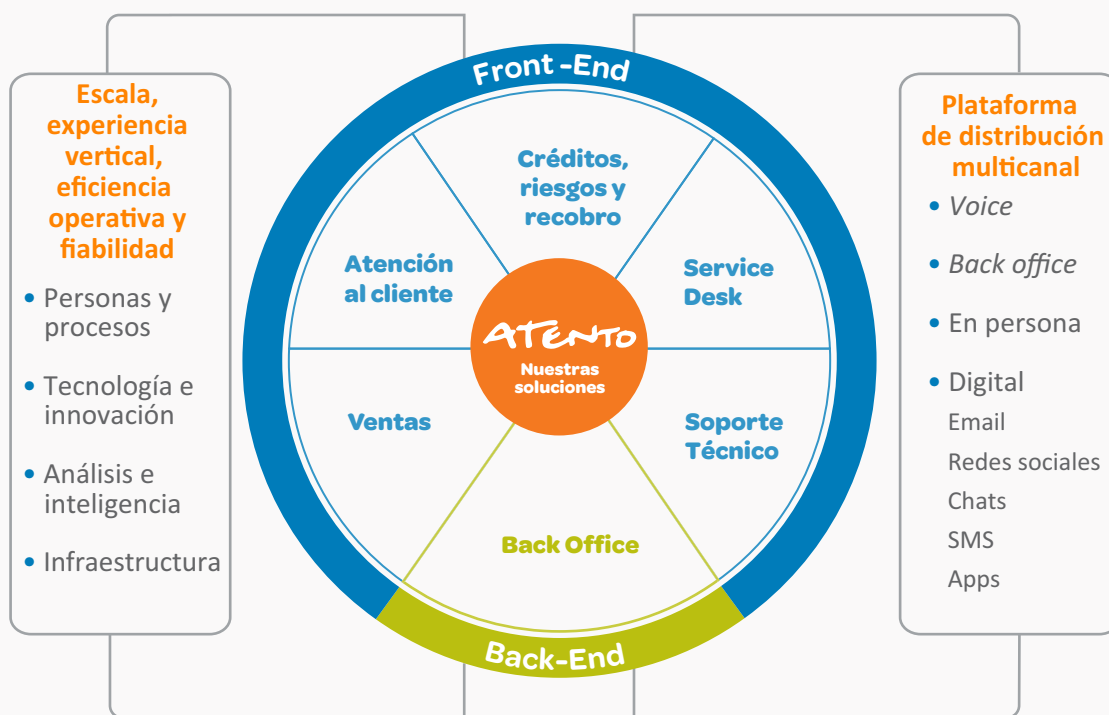 Escala,
experiencia
vertical,
eficiencia
operativa y
fiabilidad
• Personas y
procesos
• Tecnología e
innovación
• Análisis e
inteligencia
• Infraestructura
Front -End
Créditos,
riesgos y
recobro
Atención
al cliente
Service
Desk
ATENTO
Nuestras
soluciones
Ventas
Soporte
Técnico
Back Office
Back-End
Plataforma
de distribución
multicanal
• Voice
• Back office
• En persona
• Digital
Email
Redes sociales
Chats
SMS
Apps